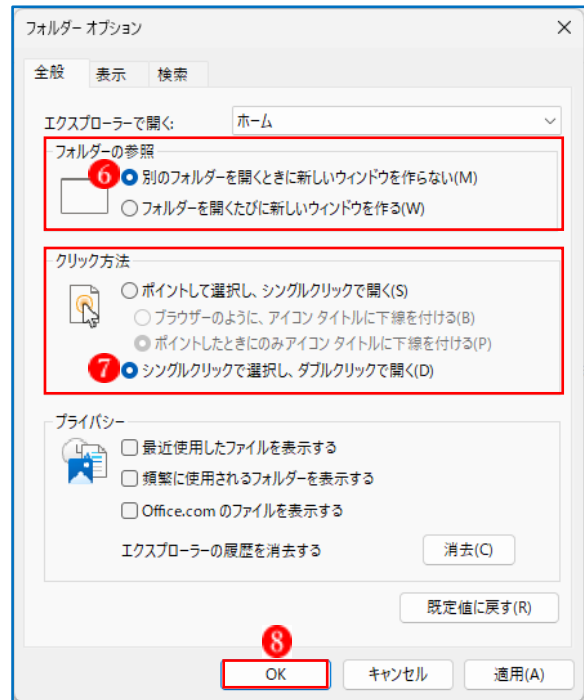 フォルダー オプション
全般 表示 検索
エクスプローラーで開く: ホーム
フォルダーの参照
6 別のフォルダーを開くときに新しいウィンドウを作らない(M)
フォルダーを開くたびに新しいウィンドウを作る(W)
クリック方法
ポイントして選択し、シングルクリックで開く(S)
ブラウザーのように、アイコン タイトルに下線を付ける(B)
ポイントしたときにのみアイコン タイトルに下線を付ける(P)
7 シングルクリックで選択し、ダブルクリックで開く(D)
プライバシー
最近使用したファイルを表示する
頻繁に使用されるフォルダーを表示する
Office.com のファイルを表示する
エクスプローラーの履歴を消去する 消去(C)
既定値に戻す(R)
8
OK キャンセル 適用(A)